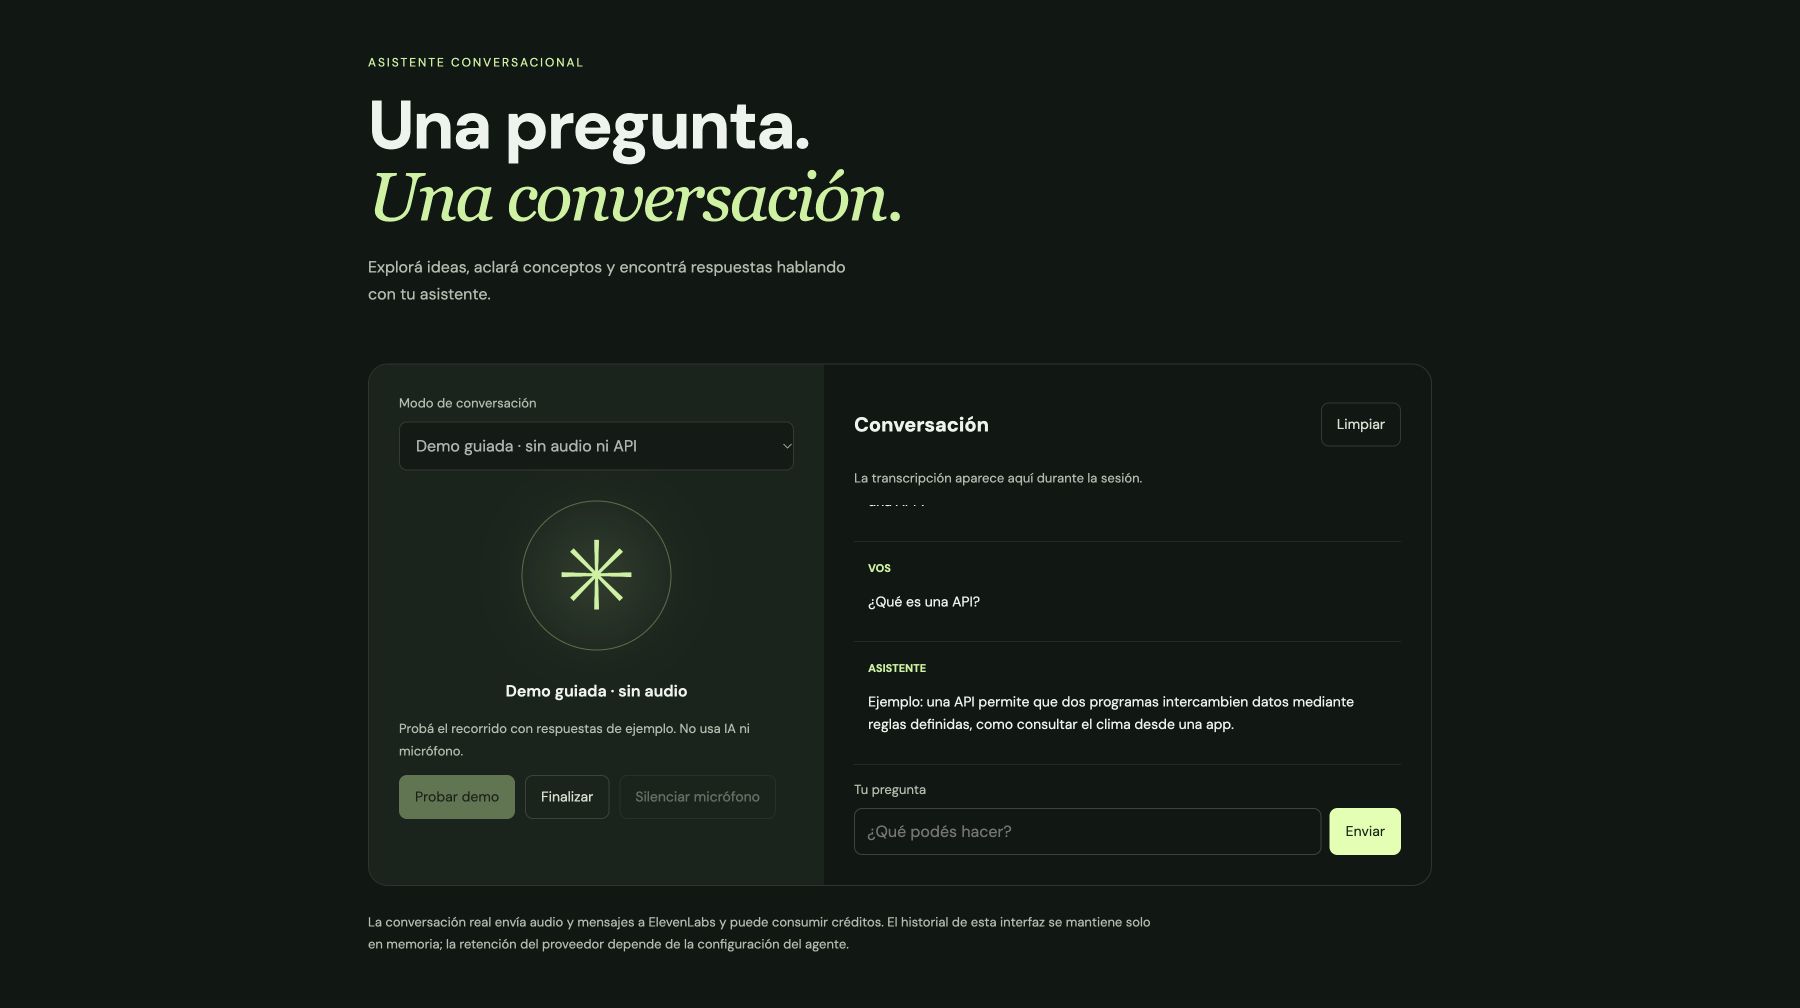 ASISTENTE CONVERSACIONAL
Una pregunta.
Una conversación.
Explorá ideas, aclará conceptos y encontrá respuestas hablando
con tu asistente.
Modo de conversación
Demo guiada · sin audio ni API
Demo guiada · sin audio
Probá el recorrido con respuestas de ejemplo. No usa IA ni
micrófono.
Probar demo
Finalizar
Silenciar micrófono
Conversación
Limpiar
La transcripción aparece aquí durante la sesión.
VOS
¿Qué es una API?
ASISTENTE
Ejemplo: una API permite que dos programas intercambien datos mediante
reglas definidas, como consultar el clima desde una app.
Tu pregunta
¿Qué podés hacer?
Enviar
La conversación real envía audio y mensajes a ElevenLabs y puede consumir créditos. El historial de esta interfaz se mantiene solo
en memoria; la retención del proveedor depende de la configuración del agente.